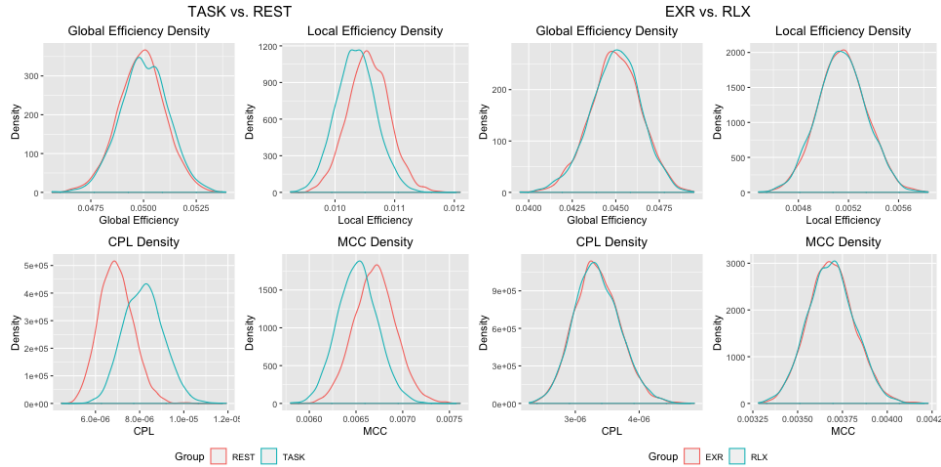 TASK vs. REST
EXR vs. RLX
Global Efficiency Density
Local Efficiency Density
Global Efficiency Density
Local Efficiency Density
Density
300
200
100
0
0.0475
0.0500
0.0525
Global Efficiency
Density
1200
900
600
300
0
0.010
0.011
0.012
Local Efficiency
Density
200
100
0
0.0400
0.0425
0.0450
0.0475
Global Efficiency
Density
2000
1500
1000
500
0
0.0048
0.0052
0.0056
Local Efficiency
CPL Density
MCC Density
CPL Density
MCC Density
Density
5e+05
4e+05
3e+05
2e+05
1e+05
0e+00
6.0e-06
8.0e-06
1.0e-05
1.2e-05
CPL
Density
1500
1000
500
0
0.0060
0.0065
0.0070
0.0075
MCC
Density
9e+05
6e+05
3e+05
0e+00
3e-06
4e-06
CPL
Density
3000
2000
1000
0
0.00325
0.00350
0.00375
0.00400
0.00425
MCC
Group REST TASK
Group EXR RLX